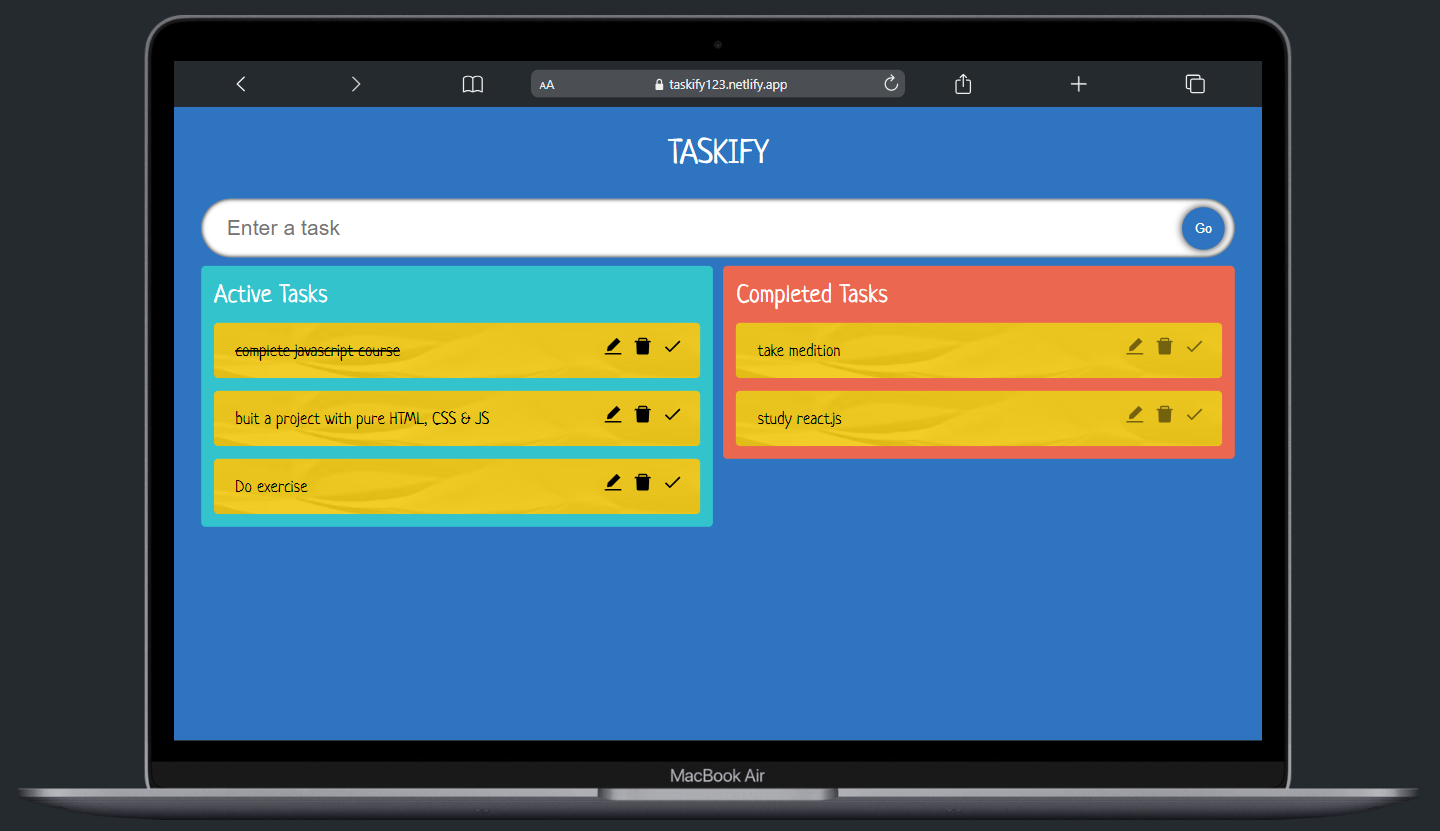 AA
taskify123.netlify.app
TASKIFY
Enter a task
Go
Active Tasks
complete javascript course
buit a project with pure HTML, CSS & JS
Do exercise
Completed Tasks
take medition
study react.js
MacBook Air